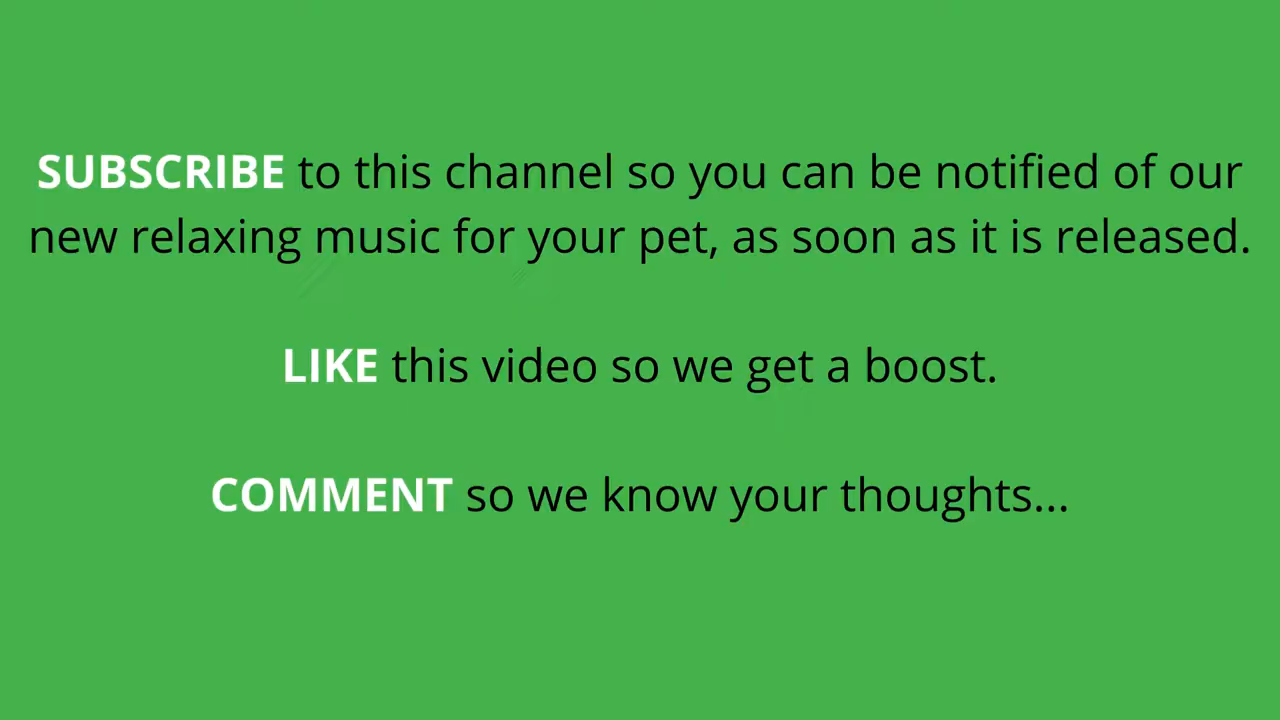 SUBSCRIBE to this channel so you can be notified of our
new relaxing music for your pet, as soon as it is released.
LIKE this video so we get a boost.
COMMENT so we know your thoughts...